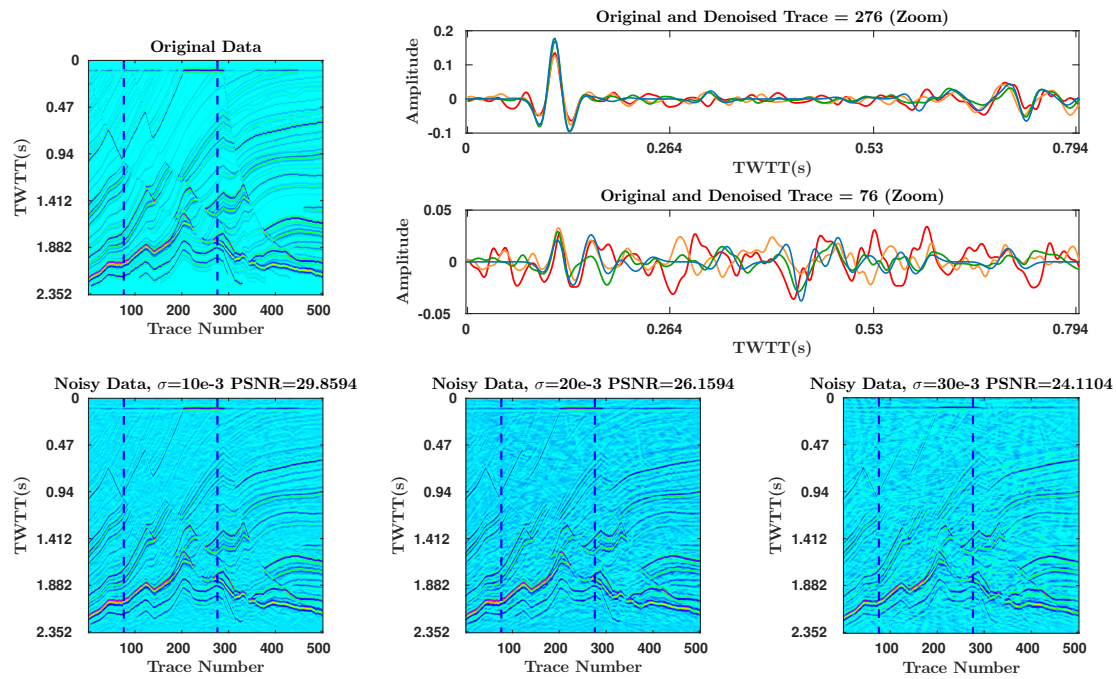 Original Data
TWTT(s)
0
0.47
0.94
1.412
1.882
2.352
100 200 300 400 500
Trace Number
Original and Denoised Trace = 276 (Zoom)
Amplitude
0.2
0.1
0
-0.1
0 0.264 0.53 0.794
TWTT(s)
Original and Denoised Trace = 76 (Zoom)
Amplitude
0.05
0
-0.05
0 0.264 0.53 0.794
TWTT(s)
Noisy Data, σ=10e-3 PSNR=29.8594
TWTT(s)
0
0.47
0.94
1.412
1.882
2.352
100 200 300 400 500
Trace Number
Noisy Data, σ=20e-3 PSNR=26.1594
TWTT(s)
0
0.47
0.94
1.412
1.882
2.352
100 200 300 400 500
Trace Number
Noisy Data, σ=30e-3 PSNR=24.1104
TWTT(s)
0
0.47
0.94
1.412
1.882
2.352
100 200 300 400 500
Trace Number